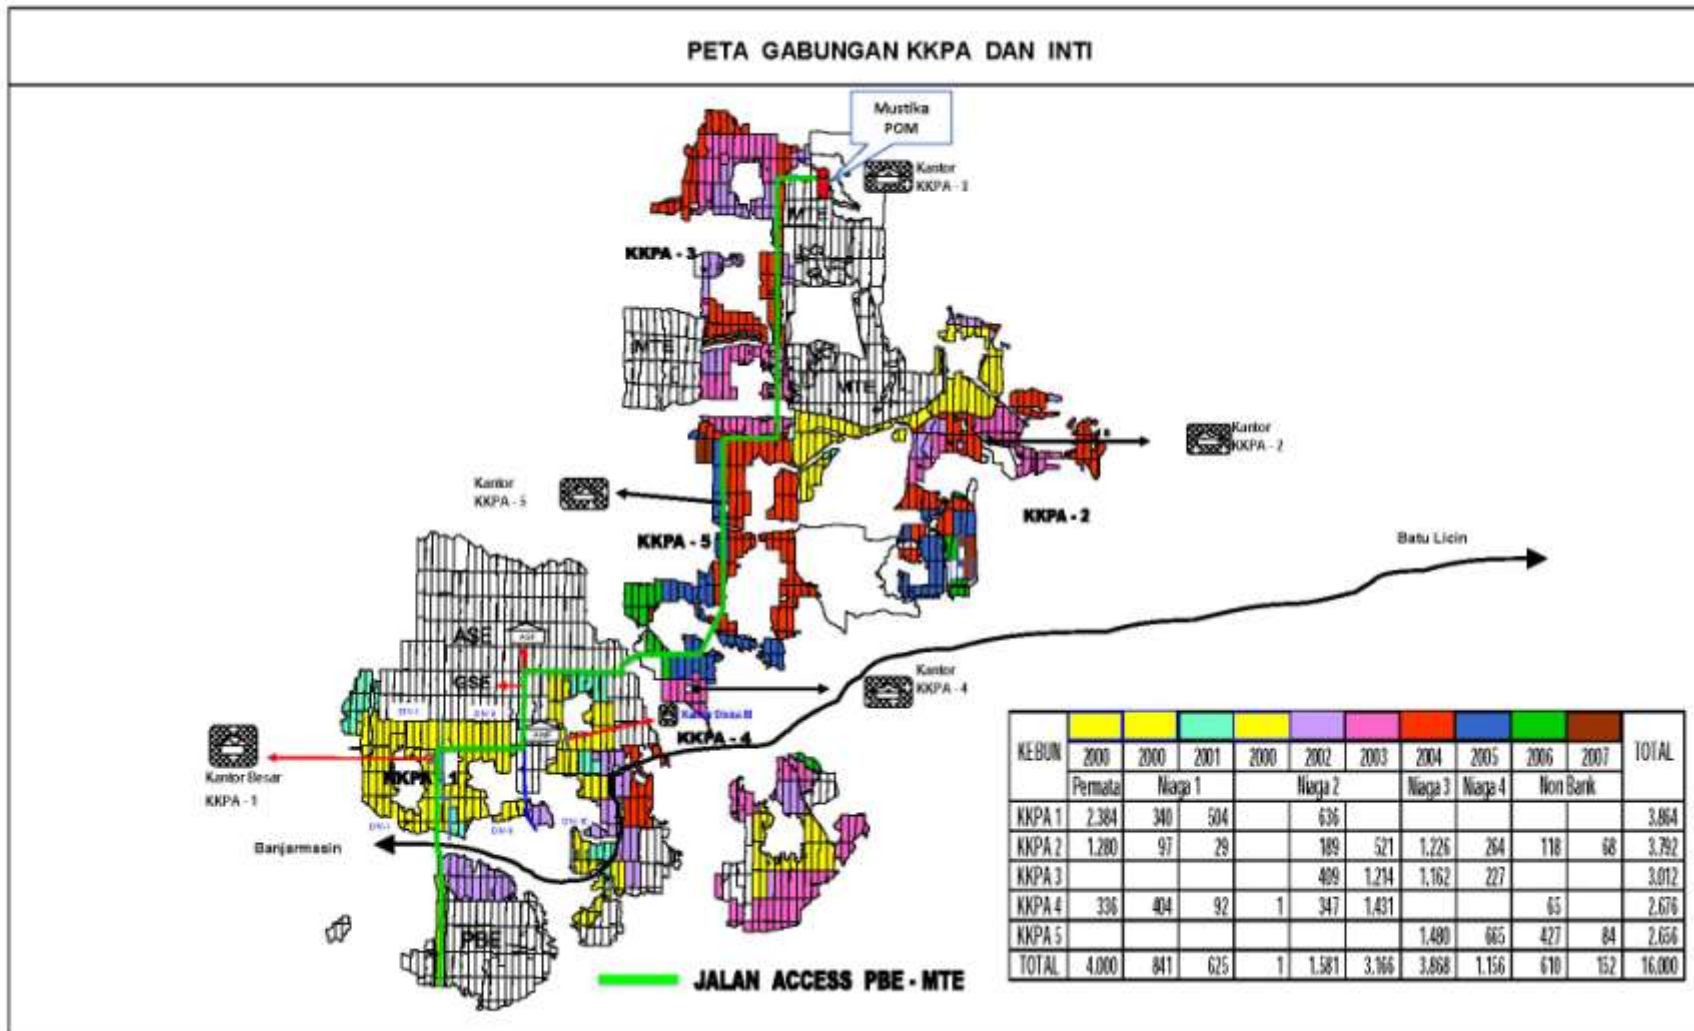 PETA GABUNGAN KKPA DAN INTI
Mustika
POM
Kantor
KKPA - 3
MTE
KKPA - 3
MTE
MTE
Kantor
KKPA - 2
Kantor
KKPA - 5
KKPA - 2
KKPA - 5
Batu Licin
ASE
GSE
Kantor
KKPA - 4
KKPA - 4
Kantor Besar
KKPA - 1
KKPA - 1
Banjarmasin
PBE
JALAN ACCESS PBE - MTE
KEBUN 2000 2000 2001 2000 2002 2003 2004 2005 2006 2007 TOTAL
Permata Niaga 1 Niaga 2 Niaga 3 Niaga 4 Non Bank
KKPA 1 2.384 340 504 636 3.864
KKPA 2 1.280 97 29 189 521 1.226 264 118 68 3.792
KKPA 3 409 1.214 1.162 227 3.012
KKPA 4 336 404 92 1 347 1.431 65 2.676
KKPA 5 1.480 665 427 84 2.656
TOTAL 4.000 841 625 1 1.581 3.166 3.868 1.156 610 152 16.000